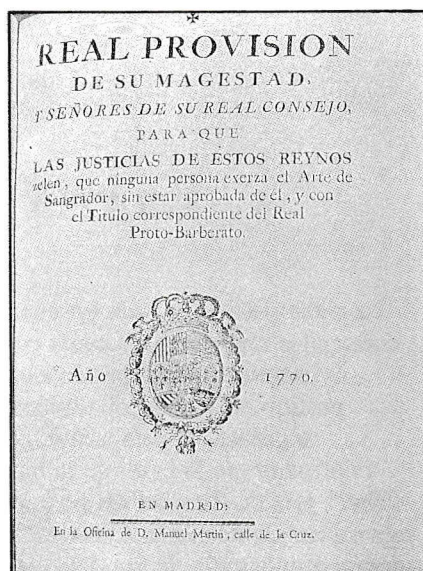 REAL PROVISION
DE SU MAGESTAD,
Y SEÑORES DE SU REAL CONSEJO,
PARA QUE
LAS JUSTICIAS DE ESTOS REYNOS
zelen, que ninguna persona exerza el Arte de
Sangrador, sin estar aprobada de él, y con
el Titulo correspondiente del Real
Proto-Barberato.
Año 1770.
EN MADRID:
En la Oficina de D. Manuel Martin, calle de la Cruz.